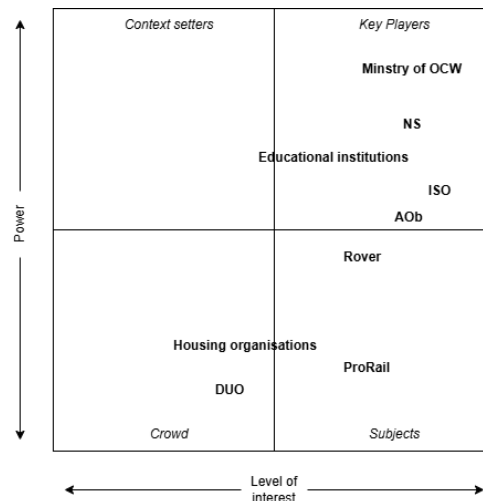 Context setters
Key Players
Minstry of OCW
NS
Educational institutions
ISO
AOb
Power
Rover
Housing organisations
ProRail
DUO
Crowd
Subjects
Level of
interest